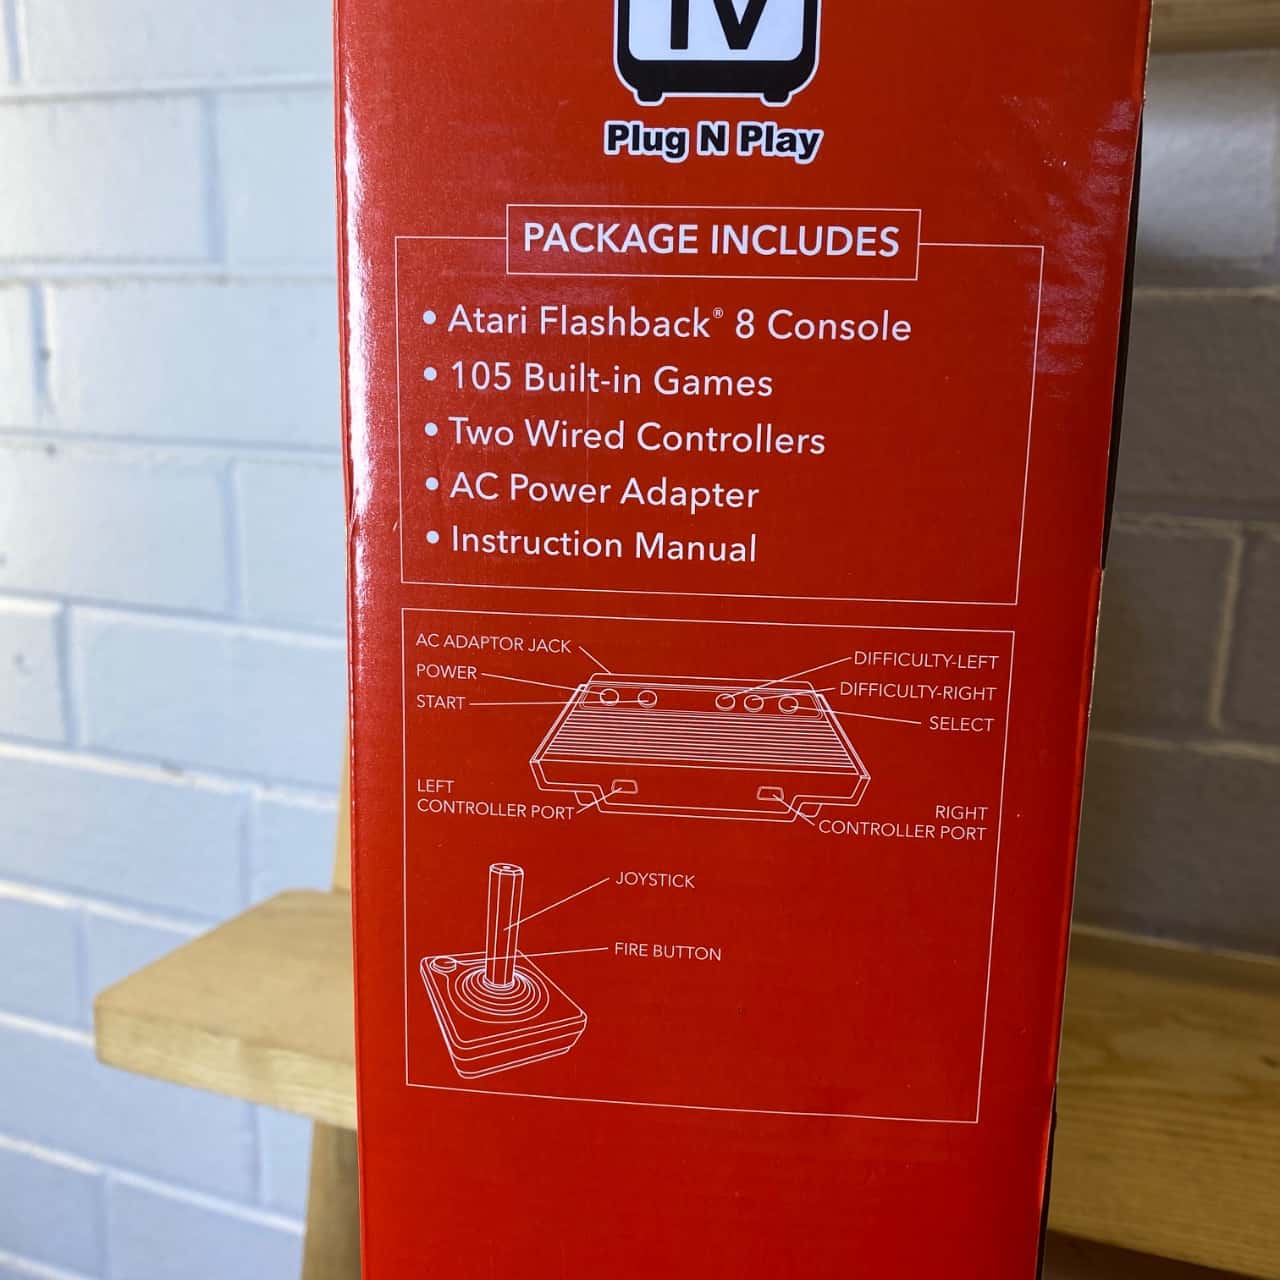 TV
Plug N Play
PACKAGE INCLUDES
• Atari Flashback® 8 Console
• 105 Built-in Games
• Two Wired Controllers
• AC Power Adapter
• Instruction Manual
AC ADAPTOR JACK
POWER
START
DIFFICULTY-LEFT
DIFFICULTY-RIGHT
SELECT
LEFT
CONTROLLER PORT
RIGHT
CONTROLLER PORT
JOYSTICK
FIRE BUTTON